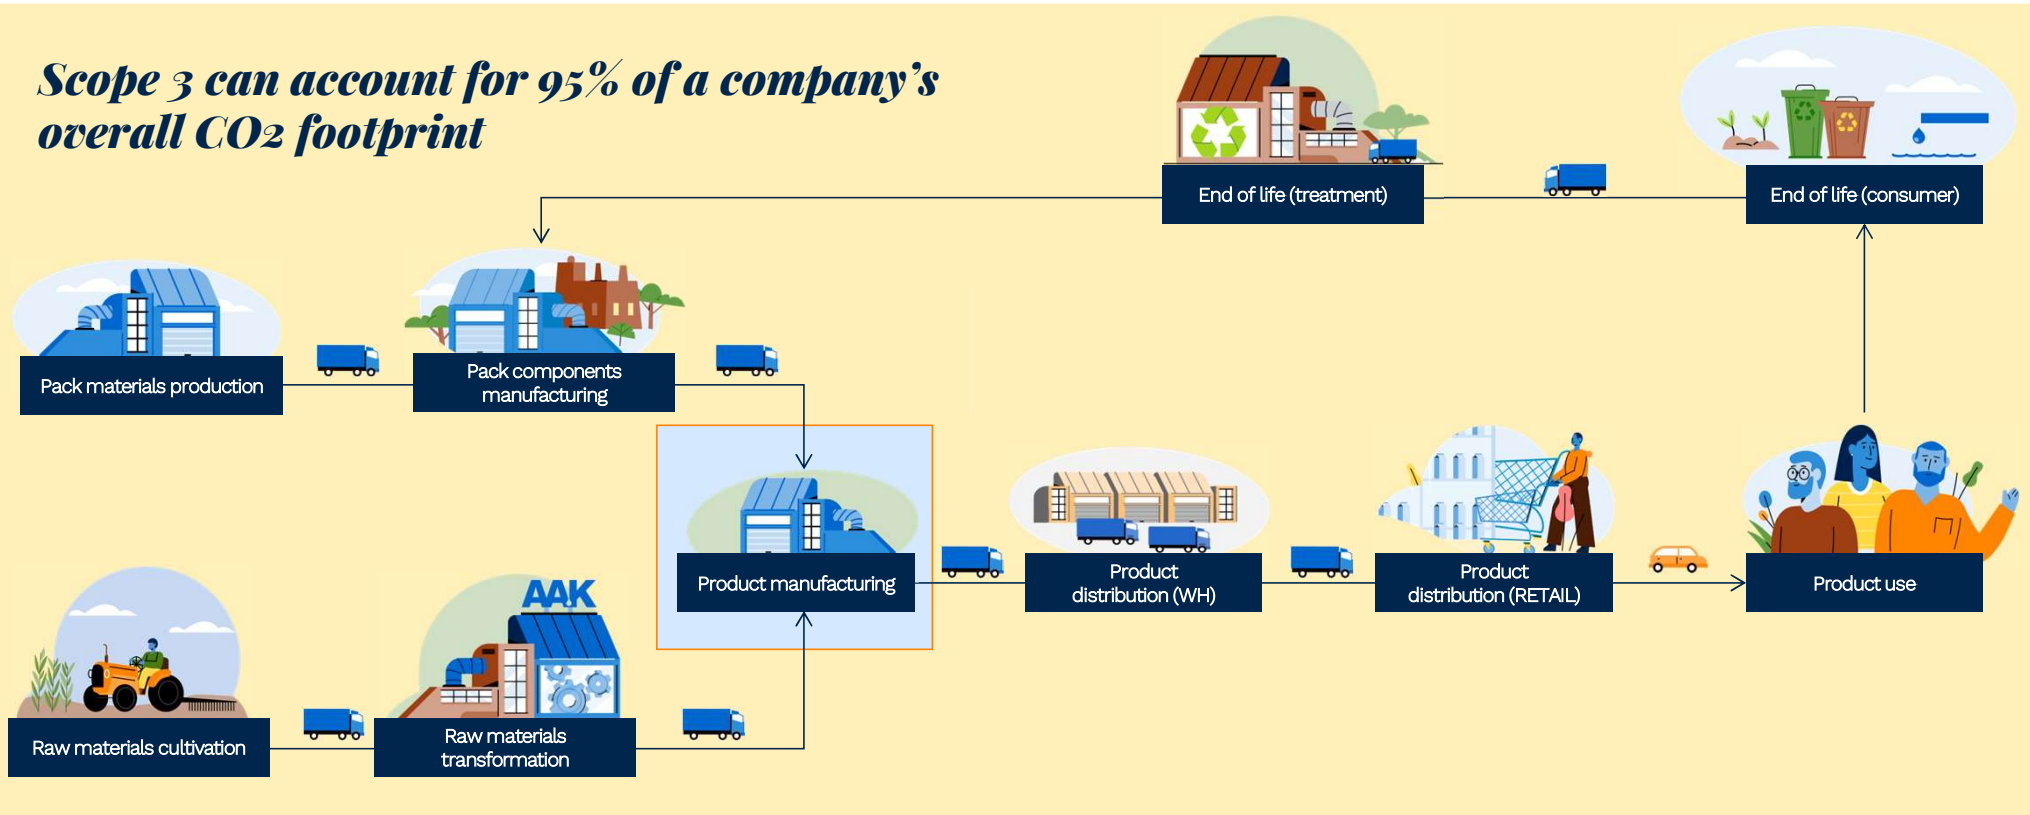 Scope 3 can account for 95% of a company's
overall CO2 footprint
End of life (treatment)
End of life (consumer)
Pack materials production
Pack components
manufacturing
Product manufacturing
Product
distribution (WH)
Product
distribution (RETAIL)
Product use
AAK
Raw materials cultivation
Raw materials
transformation